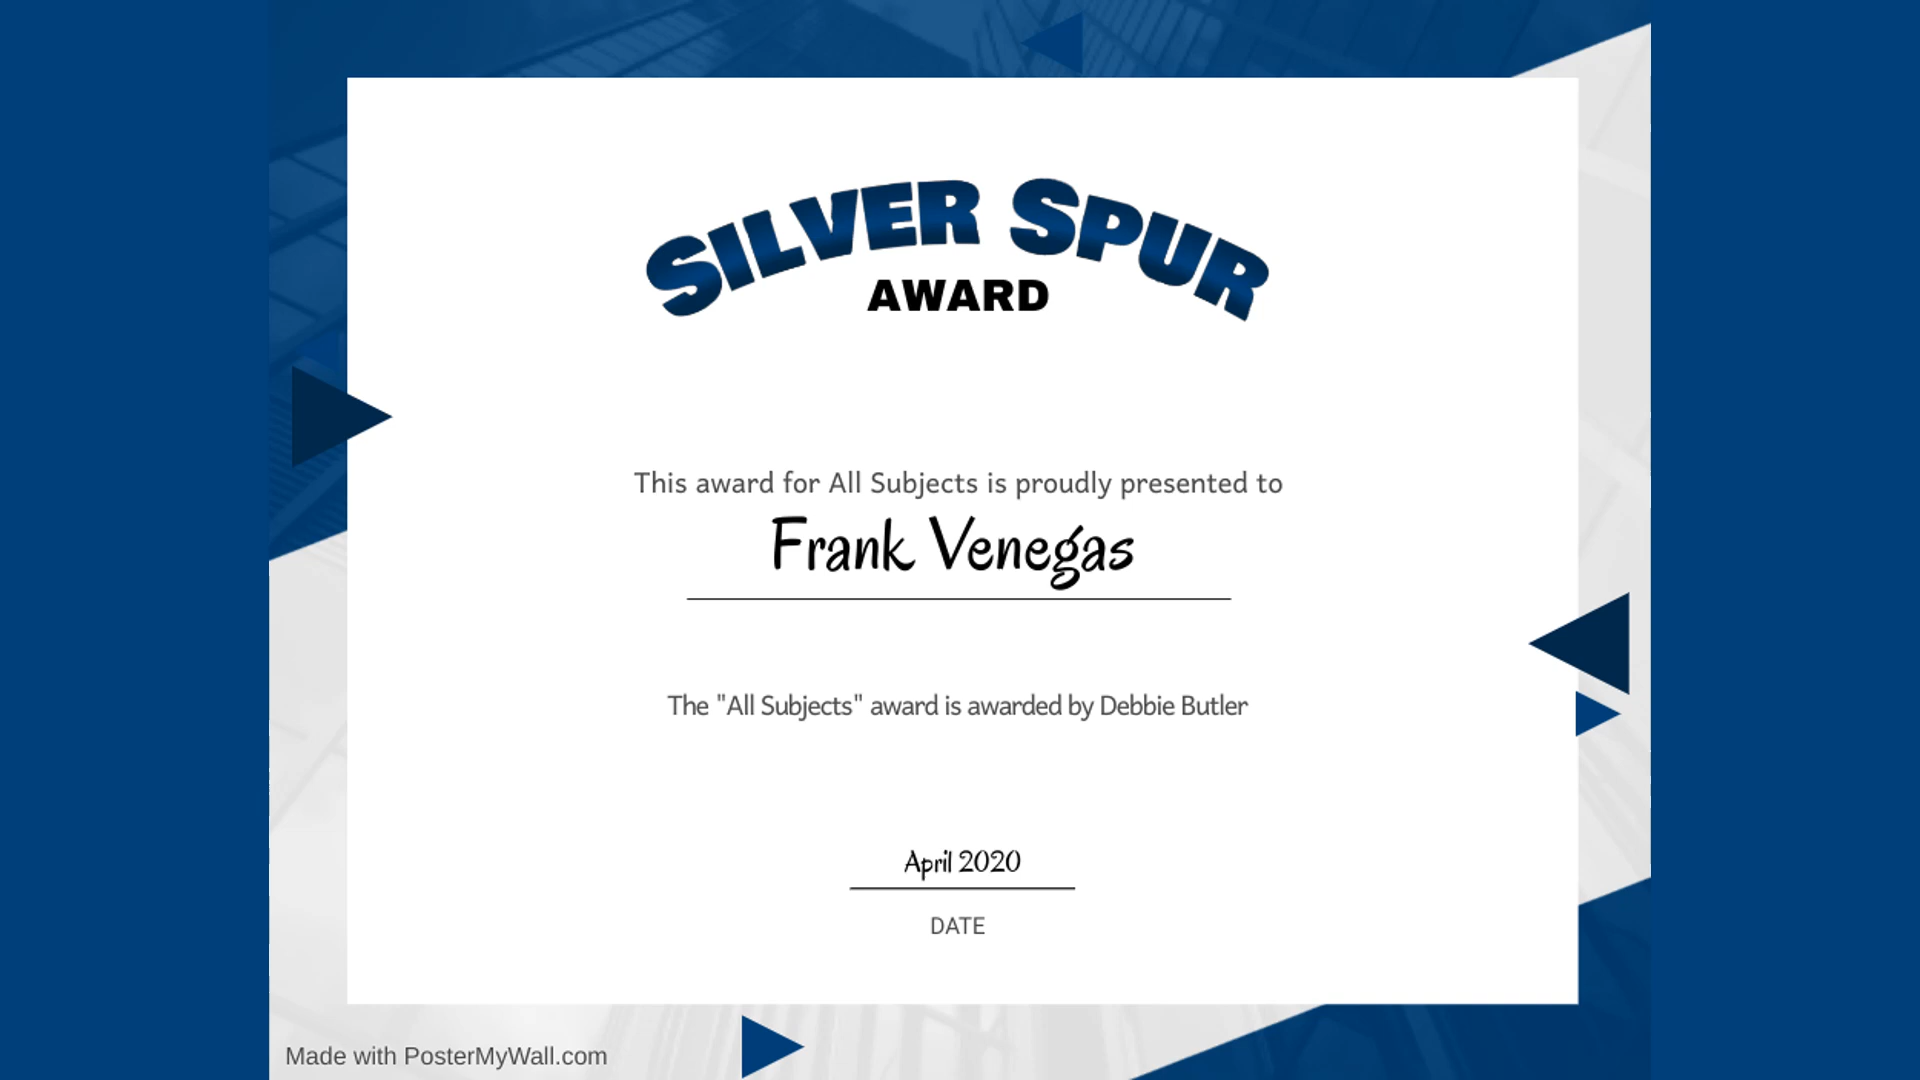 SILVER SPUR
AWARD
This award for All Subjects is proudly presented to
Frank Venegas
The "All Subjects" award is awarded by Debbie Butler
April 2020
DATE
Made with PosterMyWall.com